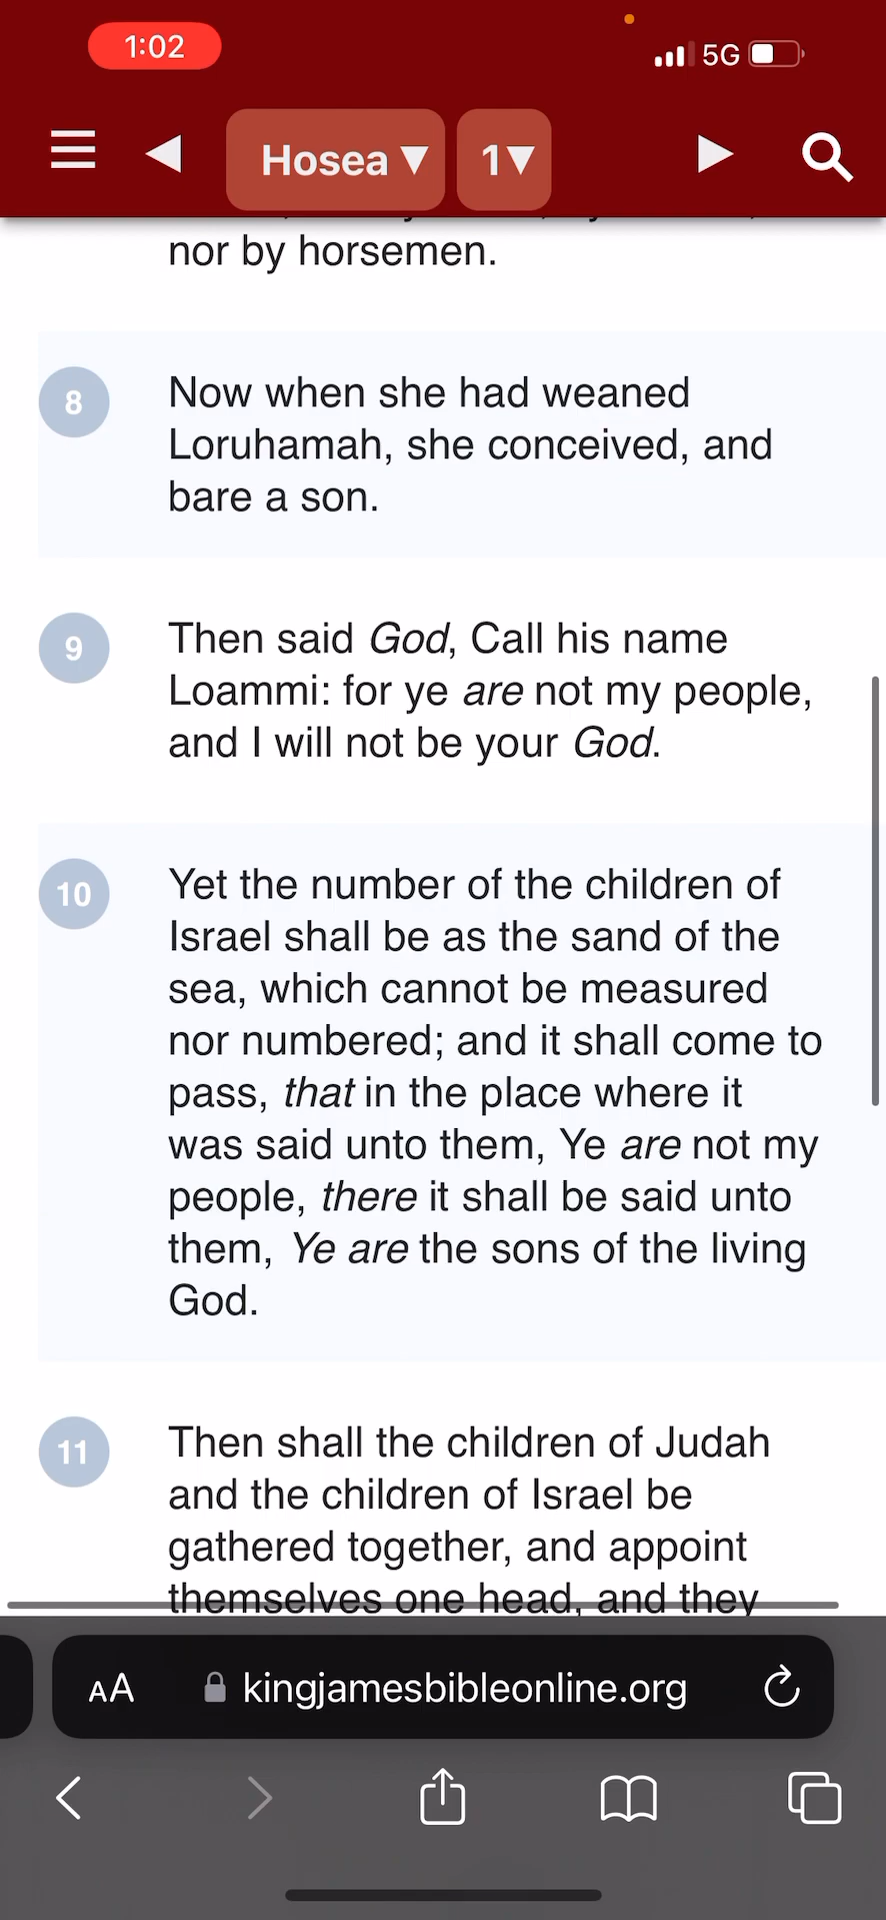 1:02
5G
Hosea ▼ 1▼
nor by horsemen.
8 Now when she had weaned
Loruhamah, she conceived, and
bare a son.
9 Then said God, Call his name
Loammi: for ye are not my people,
and I will not be your God.
10 Yet the number of the children of
Israel shall be as the sand of the
sea, which cannot be measured
nor numbered; and it shall come to
pass, that in the place where it
was said unto them, Ye are not my
people, there it shall be said unto
them, Ye are the sons of the living
God.
11 Then shall the children of Judah
and the children of Israel be
gathered together, and appoint
themselves one head, and they
AA kingjamesbibleonline.org